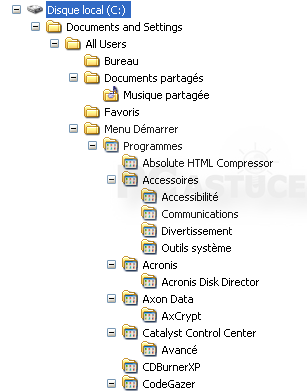 Disque local (C:)
Documents and Settings
All Users
Bureau
Documents partagés
Musique partagée
Favoris
Menu Démarrer
Programmes
Absolute HTML Compressor
Accessoires
Accessibilité
Communications
Divertissement
Outils système
Acronis
Acronis Disk Director
Axon Data
AxCrypt
Catalyst Control Center
Avancé
CDBurnerXP
CodeGazer